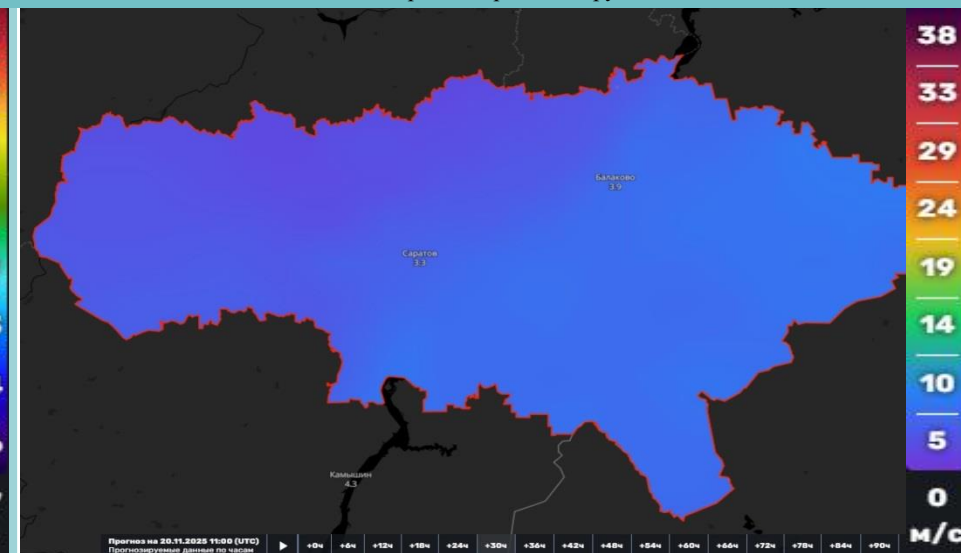 38
33
29
24
19
14
10
5
0
м/с
Балаково
3.9
Саратов
3.3
Камышин
4.3
Прогноз на 20.11.2025 11:00 (UTC)
Прогнозируемые данные по часам
+0ч +6ч +12ч +18ч +24ч +30ч +36ч +42ч +48ч +54ч +60ч +66ч +72ч +78ч +84ч +90ч